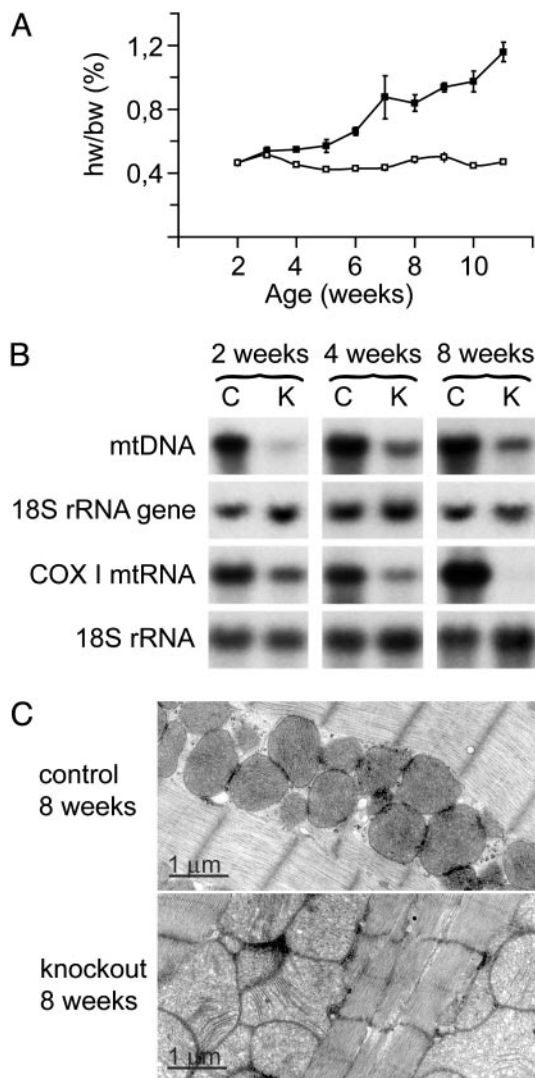 A
hw/bw (%)
1,2
0,8
0,4
2 4 6 8 10
Age (weeks)
B
2 weeks 4 weeks 8 weeks
C K C K C K
mtDNA
18S rRNA gene
COX I mtRNA
18S rRNA
C
control
8 weeks
1 μm
knockout
8 weeks
1 μm